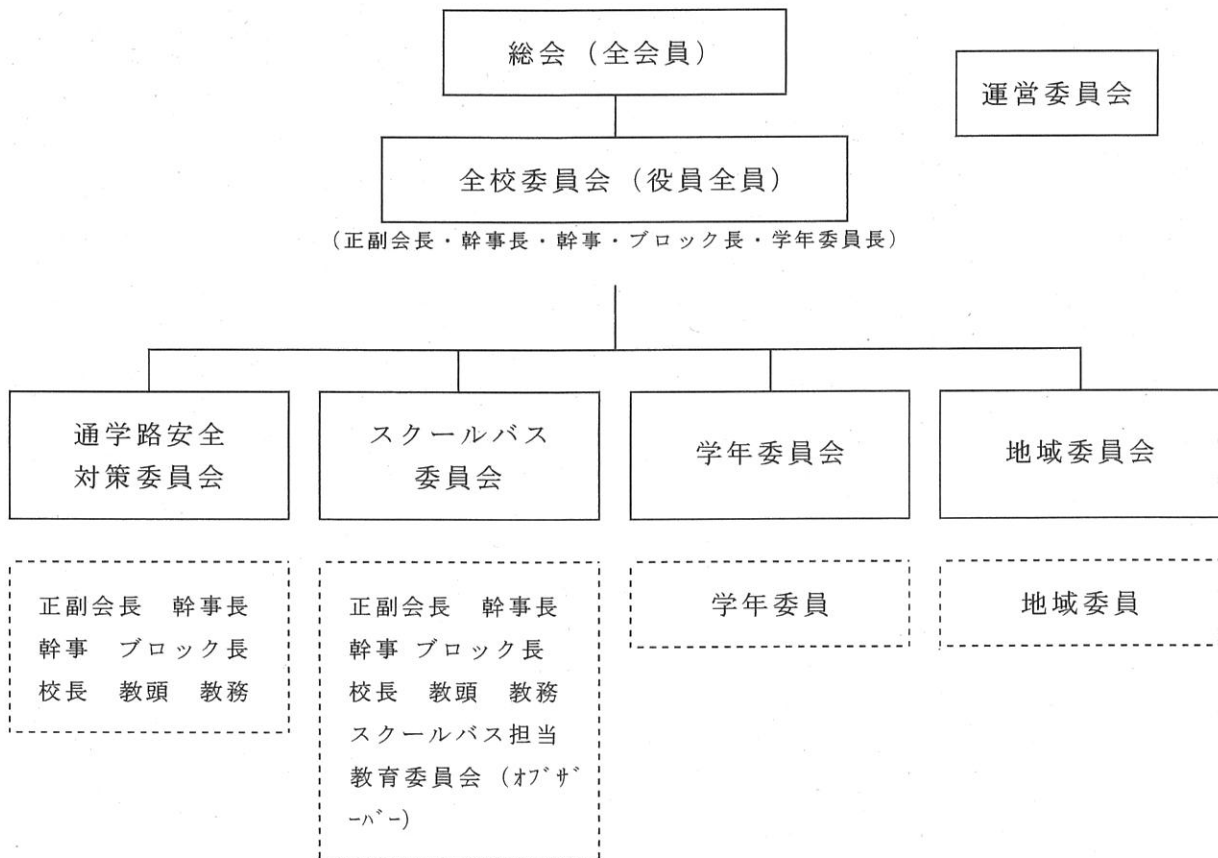 総会（全会員）
運営委員会
全校委員会（役員全員）
（正副会長・幹事長・幹事・ブロック長・学年委員長）
通学路安全
対策委員会
スクールバス
委員会
学年委員会
地域委員会
正副会長　幹事長
幹事　ブロック長
校長　教頭　教務
正副会長　幹事長
幹事 ブロック長
校長　教頭　教務
スクールバス担当
教育委員会（ｵﾌﾞｻﾞ
ｰﾊﾞｰ）
学年委員
地域委員